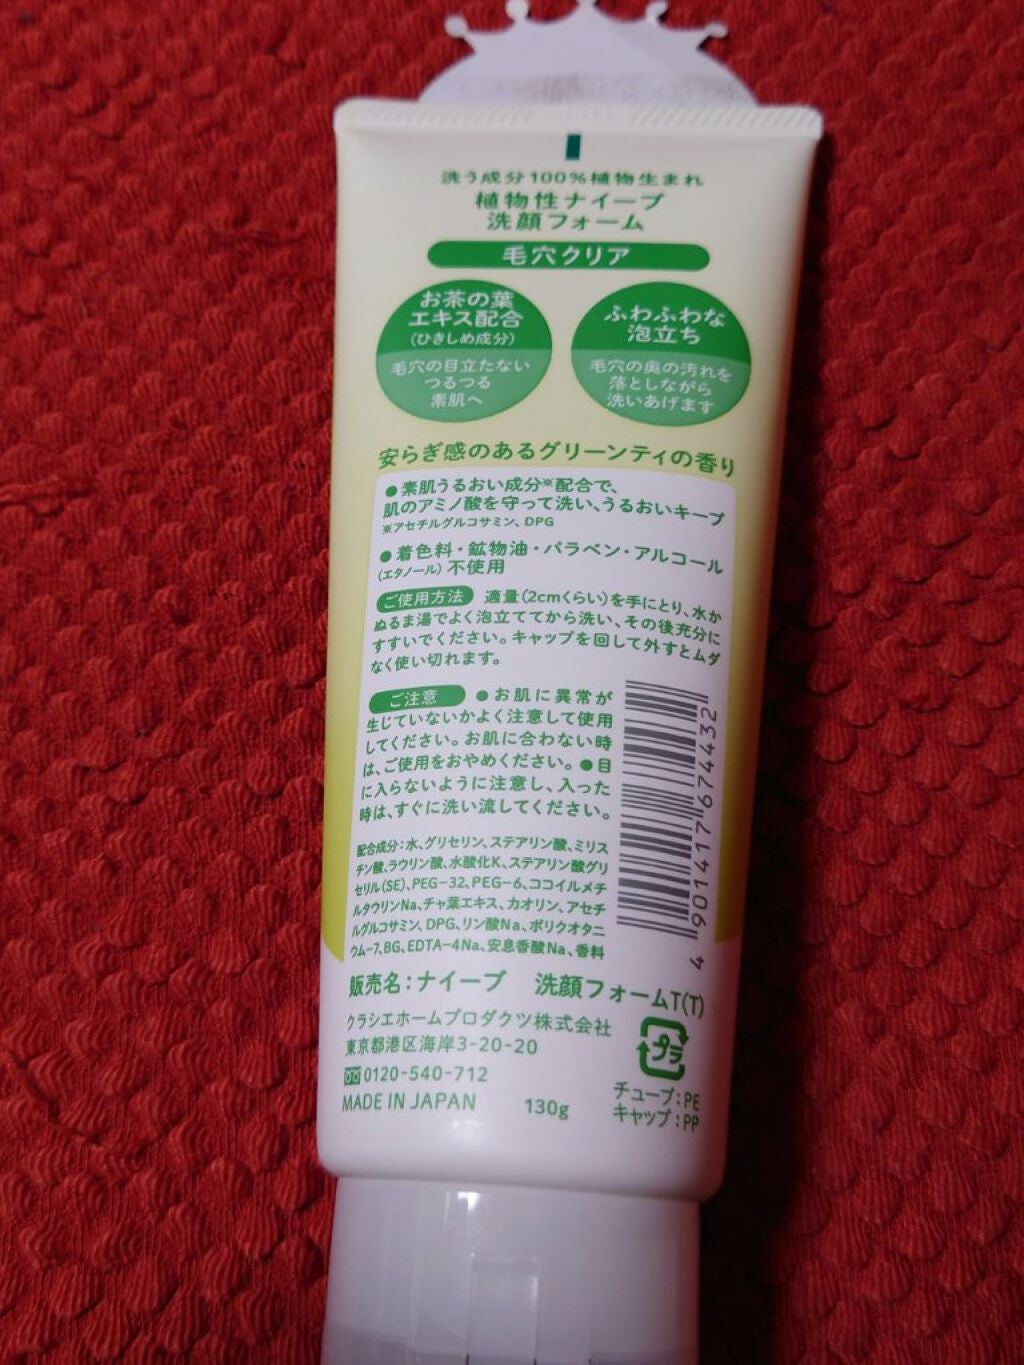 洗う成分100%植物生まれ
植物性ナイーブ
洗顔フォーム
毛穴クリア
お茶の葉
エキス配合
(ひきしめ成分)
毛穴の目立たない
つるつる
素肌へ
ふわふわな
泡立ち
毛穴の奥の汚れを
落としながら
洗いあげます
安らぎ感のあるグリーンティの香り
●素肌うるおい成分※配合で、
肌のアミノ酸を守って洗い、うるおいキープ
※アセチルグルコサミン、DPG
●着色料・鉱物油・パラベン・アルコール
(エタノール)不使用
ご使用方法 適量(2cmくらい)を手にとり、水か
ぬるま湯でよく泡立ててから洗い、その後充分に
すすいでください。キャップを回して外すとムダ
なく使い切れます。
ご注意 ●お肌に異常が
生じていないかよく注意して使用
してください。お肌に合わない時
は、ご使用をおやめください。●目
に入らないように注意し、入った
時は、すぐに洗い流してください。
配合成分:水、グリセリン、ステアリン酸、ミリス
チン酸、ラウリン酸、水酸化K、ステアリン酸グリ
セリル(SE)、PEG-32、PEG-6、ココイルメチ
ルタウリンNa、チャ葉エキス、カオリン、アセチ
ルグルコサミン、DPG、リン酸Na、ポリクオタニ
ウム-7、BG、EDTA-4Na、安息香酸Na、香料
4 901417 674432
販売名:ナイーブ 洗顔フォームT(T)
クラシエホームプロダクツ株式会社
東京都港区海岸3-20-20
0120-540-712
MADE IN JAPAN 130g
プラ
チューブ:PE
キャップ:PP